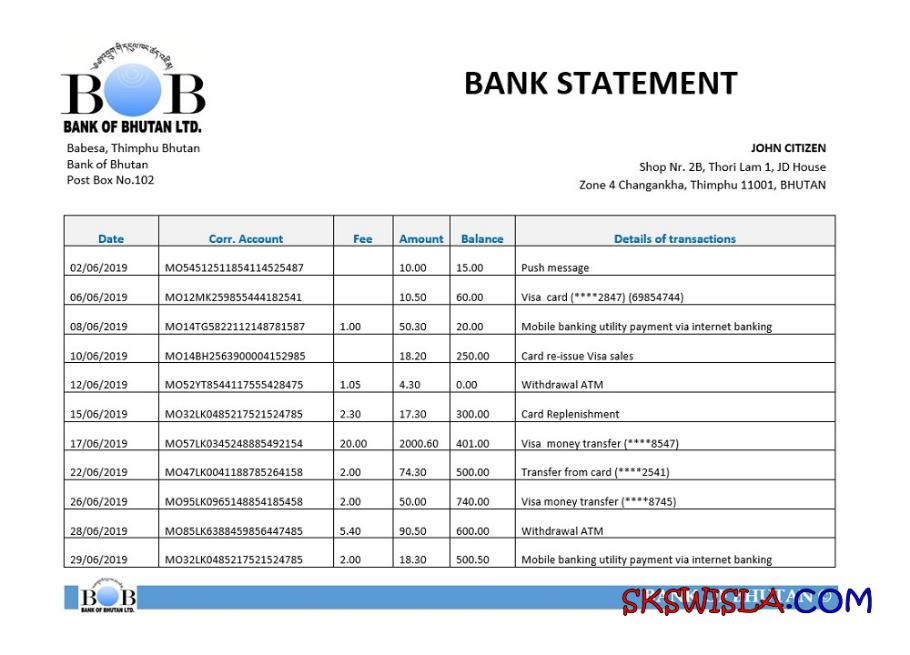 BOB
BANK OF BHUTAN LTD.
BANK STATEMENT
Babesa, Thimphu Bhutan
Bank of Bhutan
Post Box No.102
JOHN CITIZEN
Shop Nr. 2B, Thori Lam 1, JD House
Zone 4 Changankha, Thimphu 11001, BHUTAN
Date Corr. Account Fee Amount Balance Details of transactions
02/06/2019 MO54512511854114525487 10.00 15.00 Push message
06/06/2019 MO12MK259855444182541 10.50 60.00 Visa card (****2847) (69854744)
08/06/2019 MO14TG5822112148781587 1.00 50.30 20.00 Mobile banking utility payment via internet banking
10/06/2019 MO14BH2563900004152985 18.20 250.00 Card re-issue Visa sales
12/06/2019 MO52YT8544117555428475 1.05 4.30 0.00 Withdrawal ATM
15/06/2019 MO32LK0485217521524785 2.30 17.30 300.00 Card Replenishment
17/06/2019 MO57LK0345248885492154 20.00 2000.60 401.00 Visa money transfer (****8547)
22/06/2019 MO47LK0041188785264158 2.00 74.30 500.00 Transfer from card (****2541)
26/06/2019 MO95LK0965148854185458 2.00 50.00 740.00 Visa money transfer (****8745)
28/06/2019 MO85LK6388459856447485 5.40 90.50 600.00 Withdrawal ATM
29/06/2019 MO32LK0485217521524785 2.00 18.30 500.50 Mobile banking utility payment via internet banking
BOB
BANK OF BHUTAN LTD.
BANK OF BHUTAN ©
SKSWISLA.COM